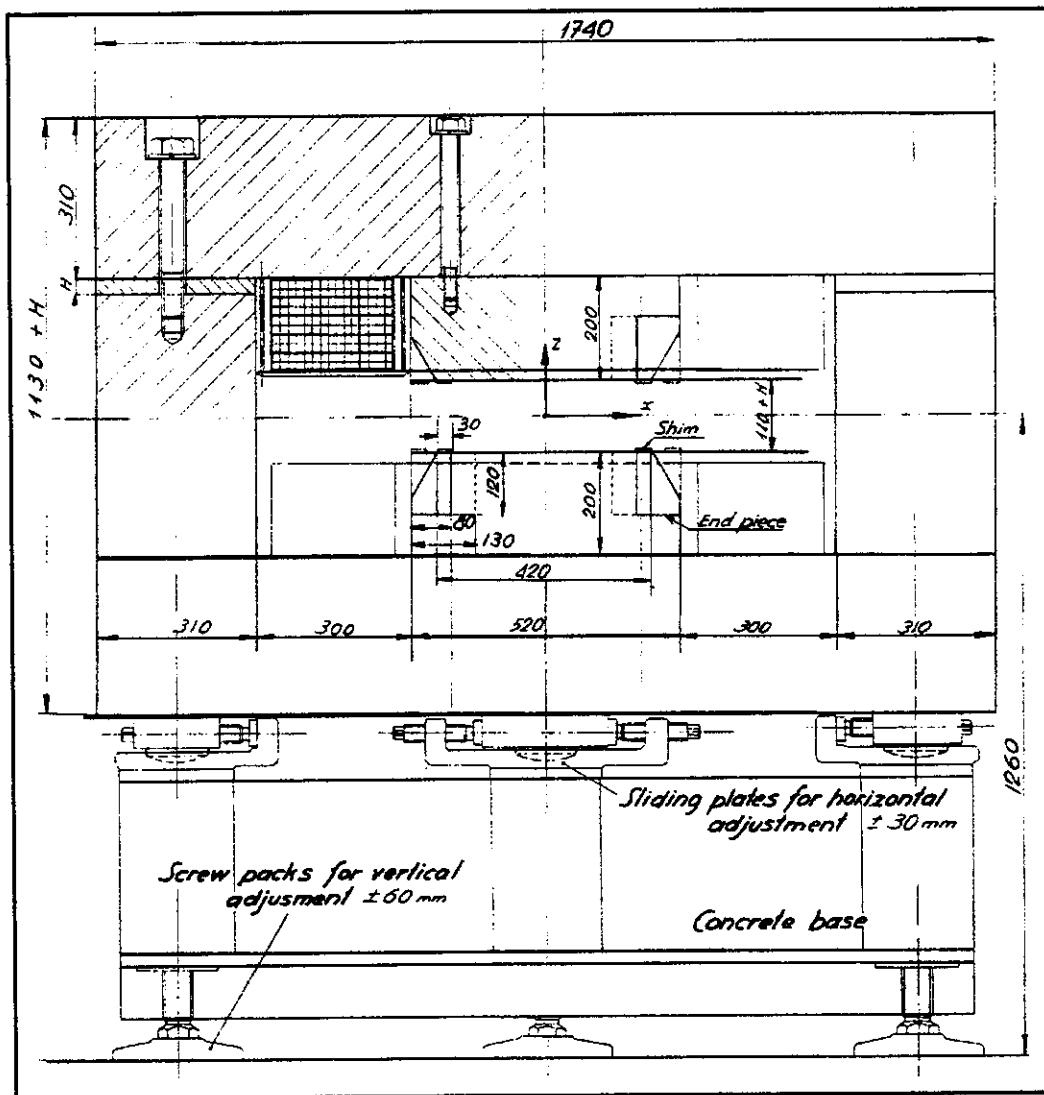 1740
310
H
1130 + H
200
z
x
110 + H
30
Shim
120
200
80
End piece
130
420
310
300
520
300
310
1260
Sliding plates for horizontal
adjustment ± 30 mm
Screw packs for vertical
adjusment ± 60 mm
Concrete base